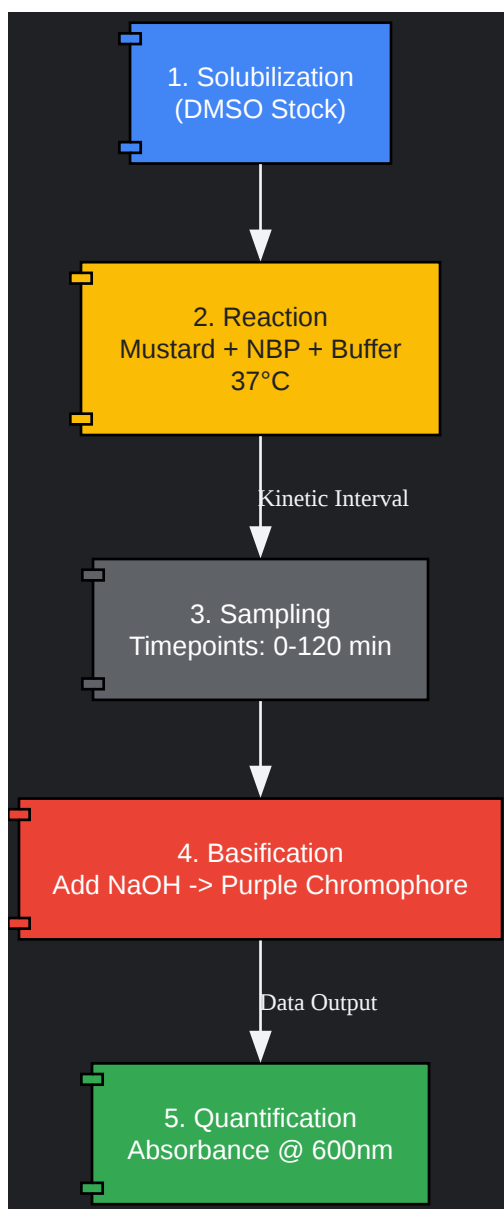 1. Solubilization
(DMSO Stock)
2. Reaction
Mustard + NBP + Buffer
37°C
Kinetic Interval
3. Sampling
Timepoints: 0-120 min
4. Basification
Add NaOH -> Purple Chromophore
Data Output
5. Quantification
Absorbance @ 600nm